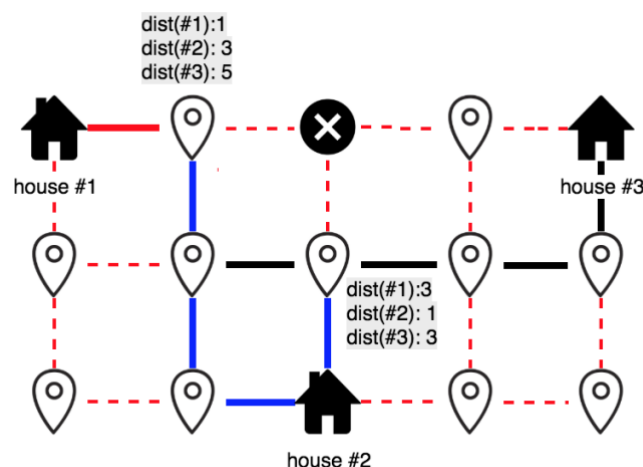 dist(#1):1
dist(#2): 3
dist(#3): 5
house #1
house #3
dist(#1):3
dist(#2): 1
dist(#3): 3
house #2